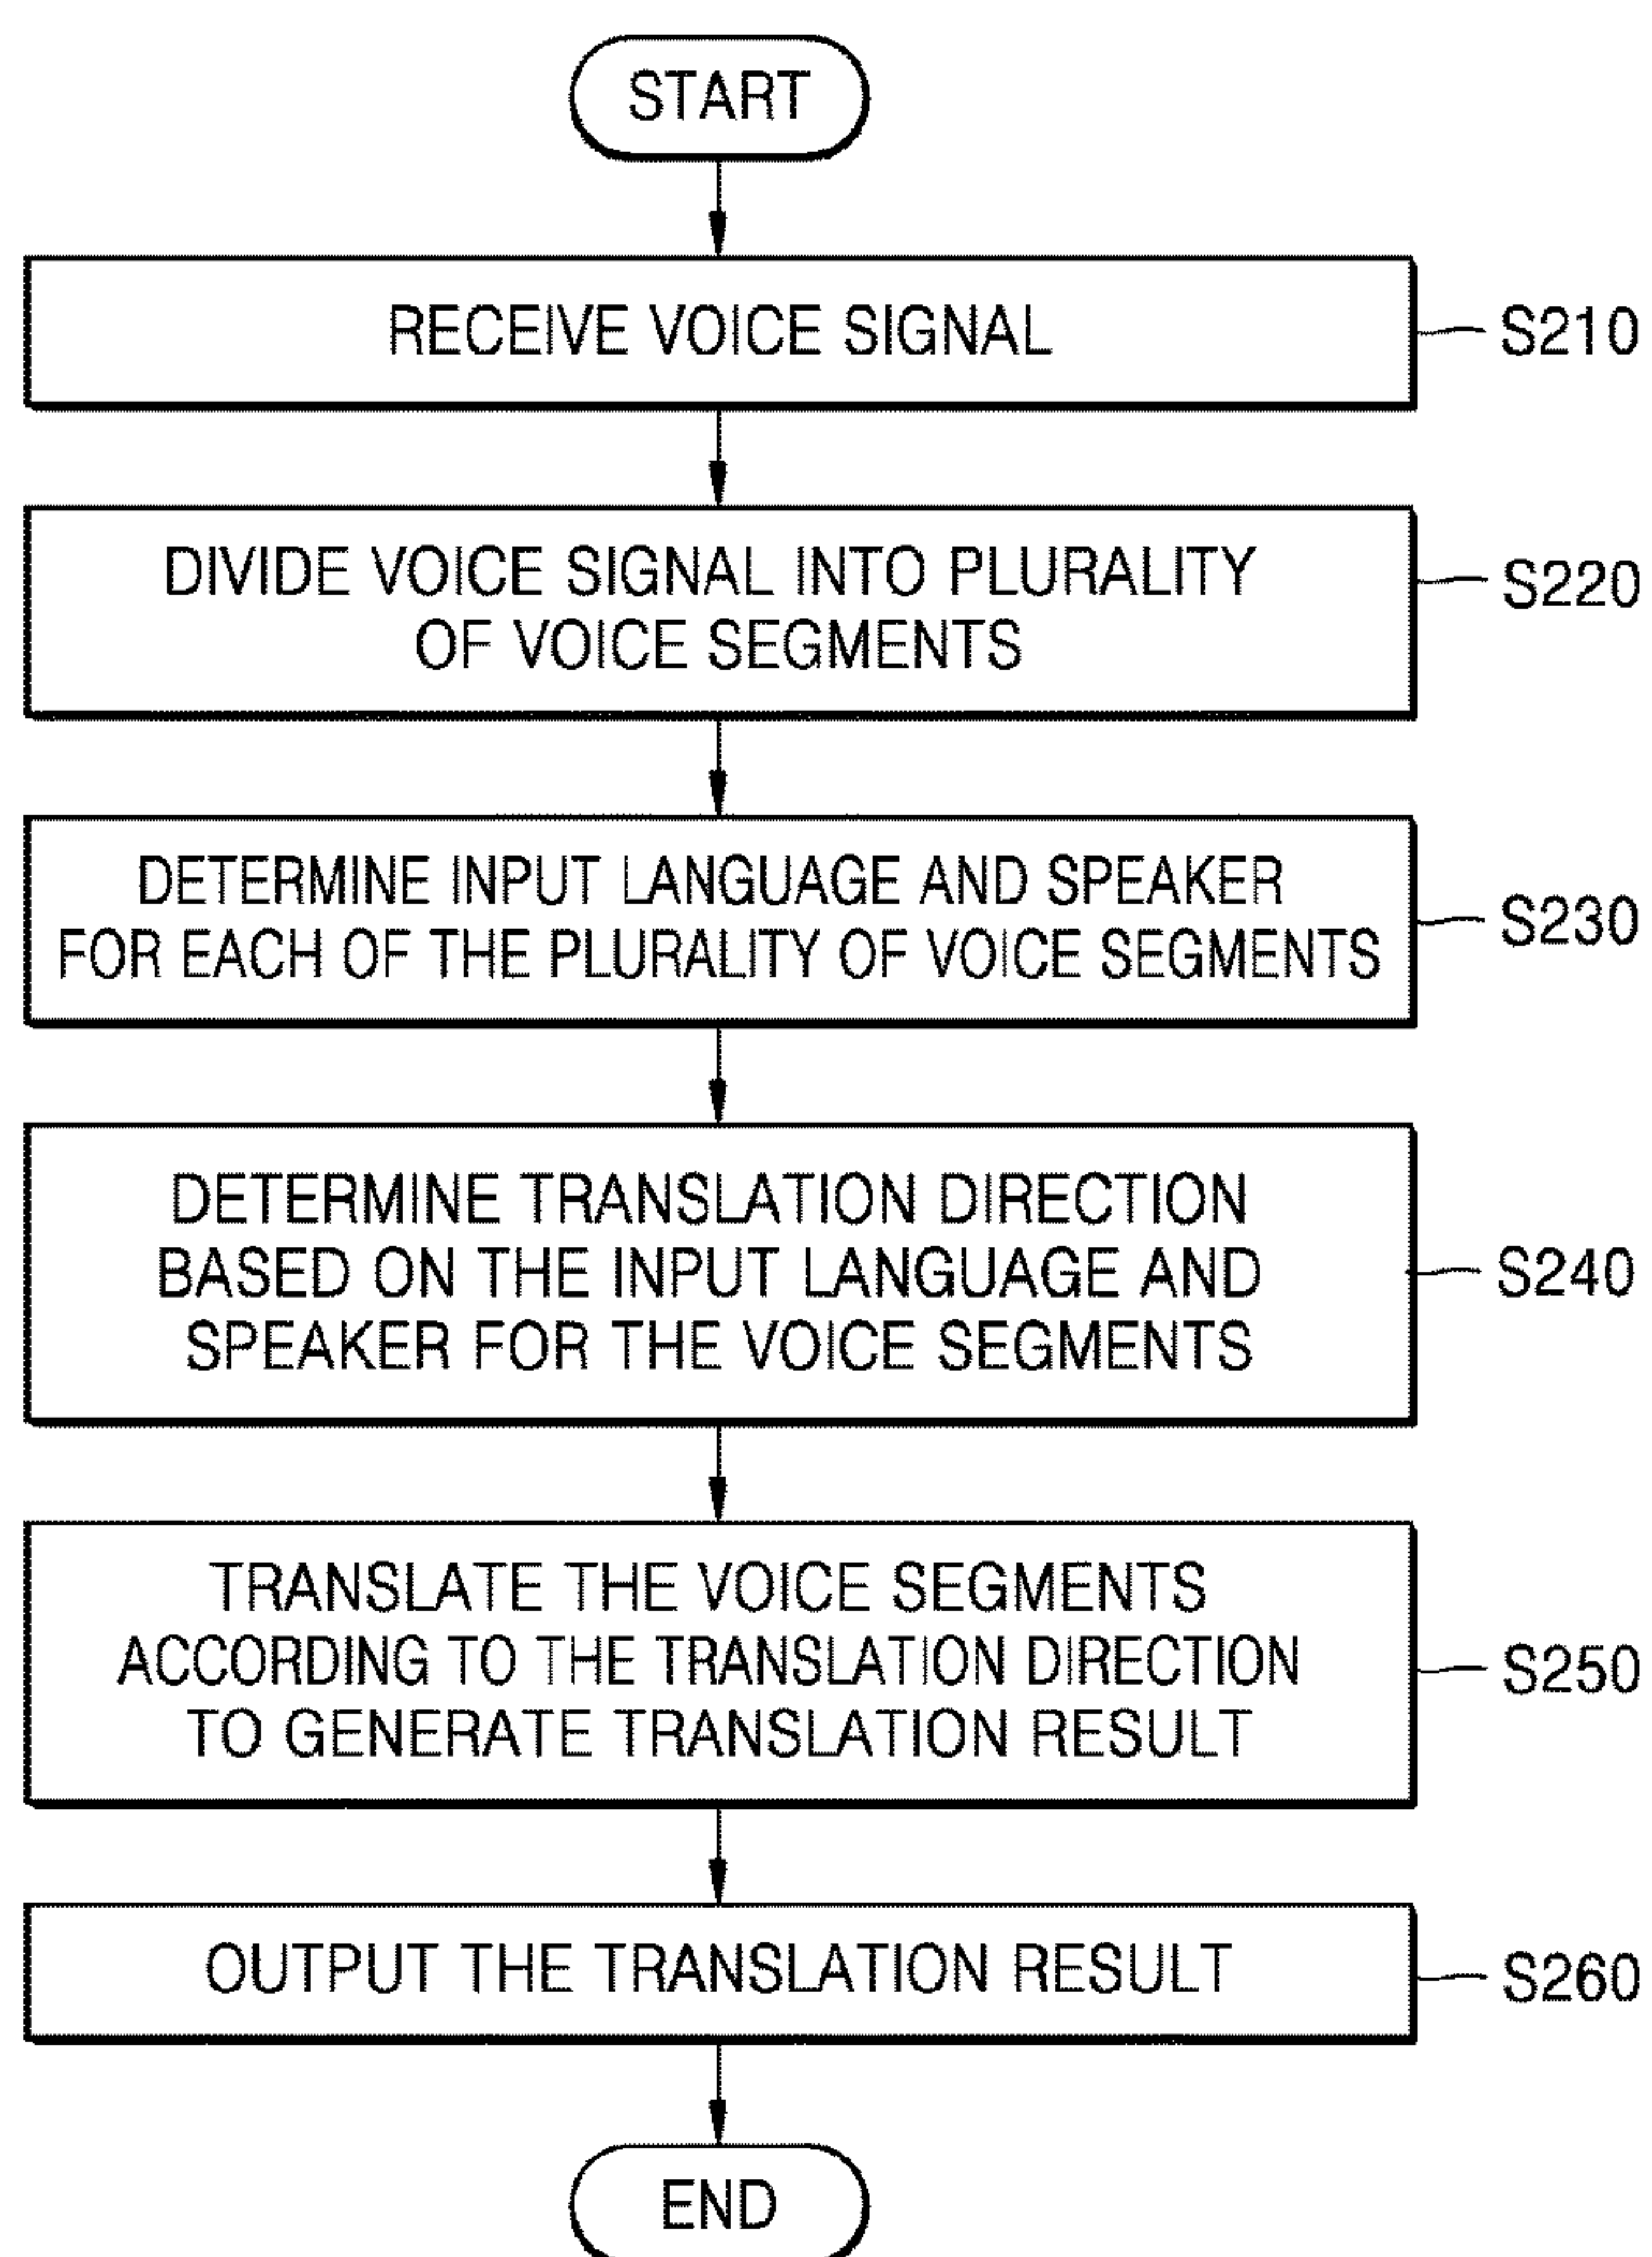 START
RECEIVE VOICE SIGNAL
S210
DIVIDE VOICE SIGNAL INTO PLURALITY
OF VOICE SEGMENTS
S220
DETERMINE INPUT LANGUAGE AND SPEAKER
FOR EACH OF THE PLURALITY OF VOICE SEGMENTS
S230
DETERMINE TRANSLATION DIRECTION
BASED ON THE INPUT LANGUAGE AND
SPEAKER FOR THE VOICE SEGMENTS
S240
TRANSLATE THE VOICE SEGMENTS
ACCORDING TO THE TRANSLATION DIRECTION
TO GENERATE TRANSLATION RESULT
S250
OUTPUT THE TRANSLATION RESULT
S260
END